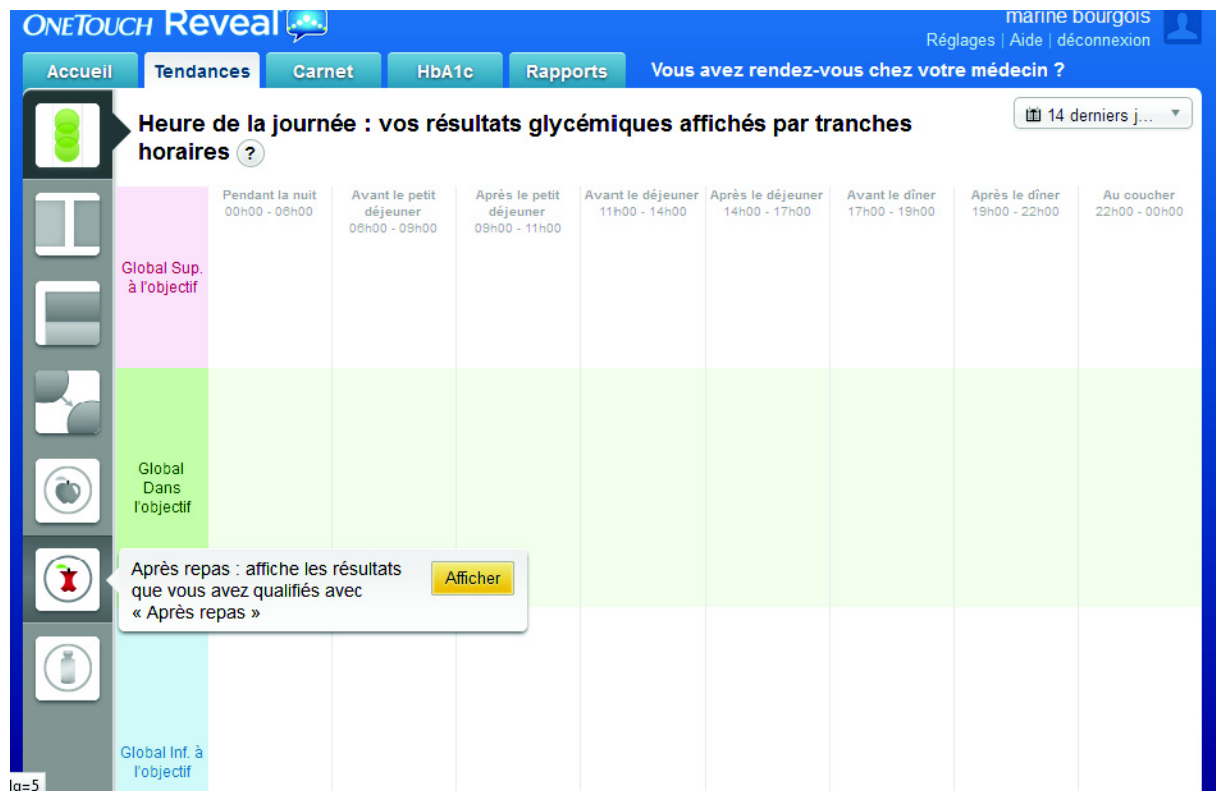 ONETOUCH Reveal
marine bourgois
Réglages | Aide | déconnexion
Accueil
Tendances
Carnet
HbA1c
Rapports
Vous avez rendez-vous chez votre médecin ?
Heure de la journée : vos résultats glycémiques affichés par tranches
horaires ?
14 derniers j...
Pendant la nuit
00h00 - 06h00
Avant le petit
déjeuner
06h00 - 09h00
Après le petit
déjeuner
09h00 - 11h00
Avant le déjeuner
11h00 - 14h00
Après le déjeuner
14h00 - 17h00
Avant le dîner
17h00 - 19h00
Après le dîner
19h00 - 22h00
Au coucher
22h00 - 00h00
Global Sup.
à l'objectif
Global
Dans
l'objectif
Après repas : affiche les résultats
que vous avez qualifiés avec
« Après repas »
Afficher
Global Inf. à
l'objectif
lg=5